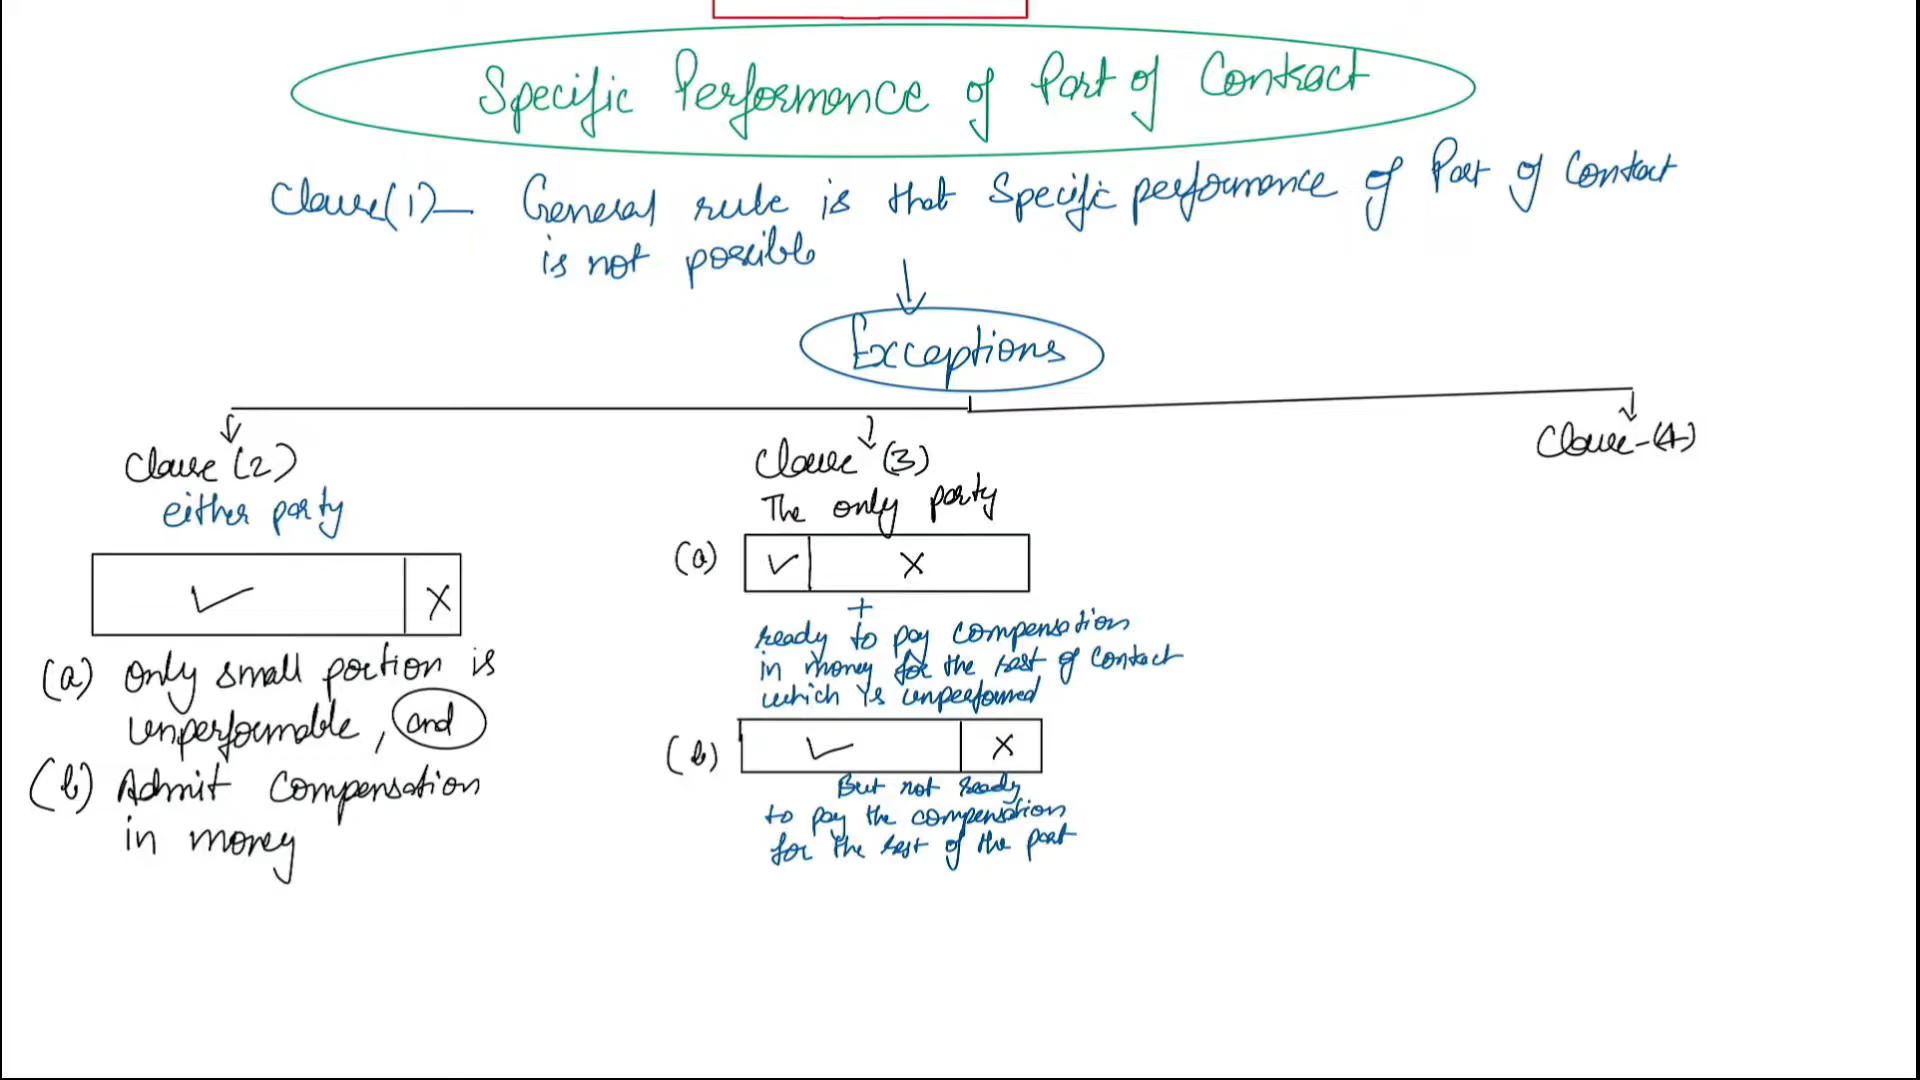 Specific Performance of Part of Contract
Clause(1)— General rule is that Specific performance of Part of Contract
is not possible
Exceptions
Clause (2)
either party
✓ X
(a) Only small portion is
unperformable, and
(b) Admit Compensation
in money
Clause (3)
The only party
(a) ✓ X
+
ready to pay compensation
in money for the rest of Contact
which is unperformed
(b) ✓ X
But not ready
to pay the compensation
for the rest of the part
Clause-(4)